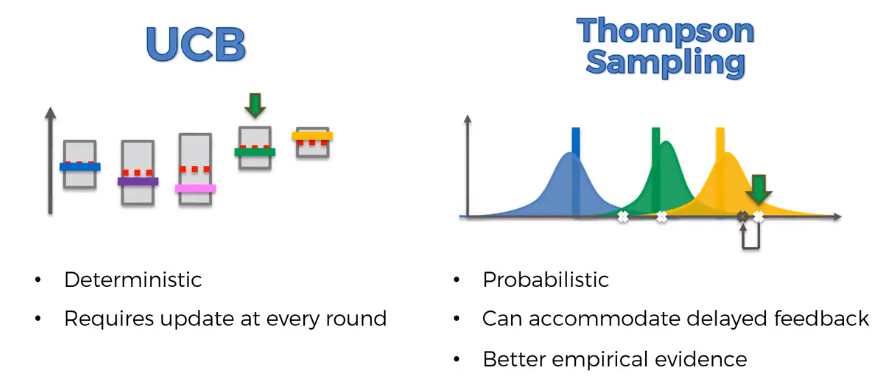 UCB
• Deterministic
• Requires update at every round
Thompson
Sampling
• Probabilistic
• Can accommodate delayed feedback
• Better empirical evidence